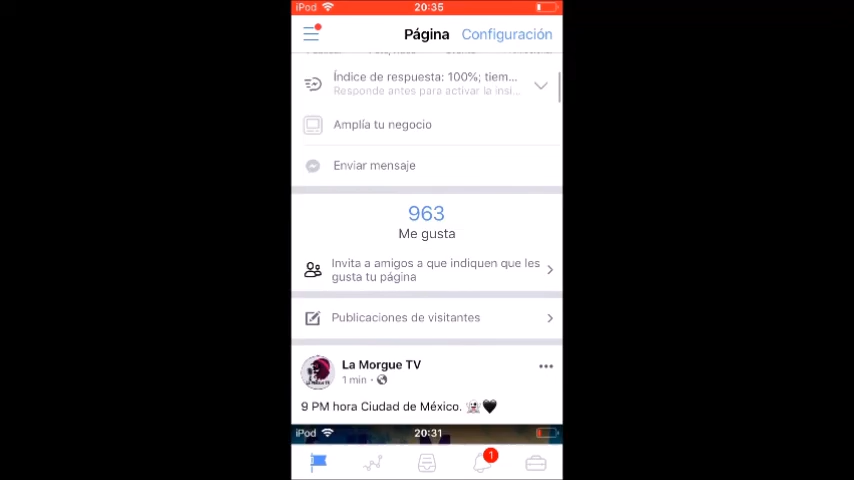 iPod 20:35
Página Configuración
Índice de respuesta: 100%; tiem...
Responde antes para activar la insi...
Amplía tu negocio
Enviar mensaje
963
Me gusta
Invita a amigos a que indiquen que les
gusta tu página
Publicaciones de visitantes
La Morgue TV
1 min
9 PM hora Ciudad de México.
iPod 20:31
1